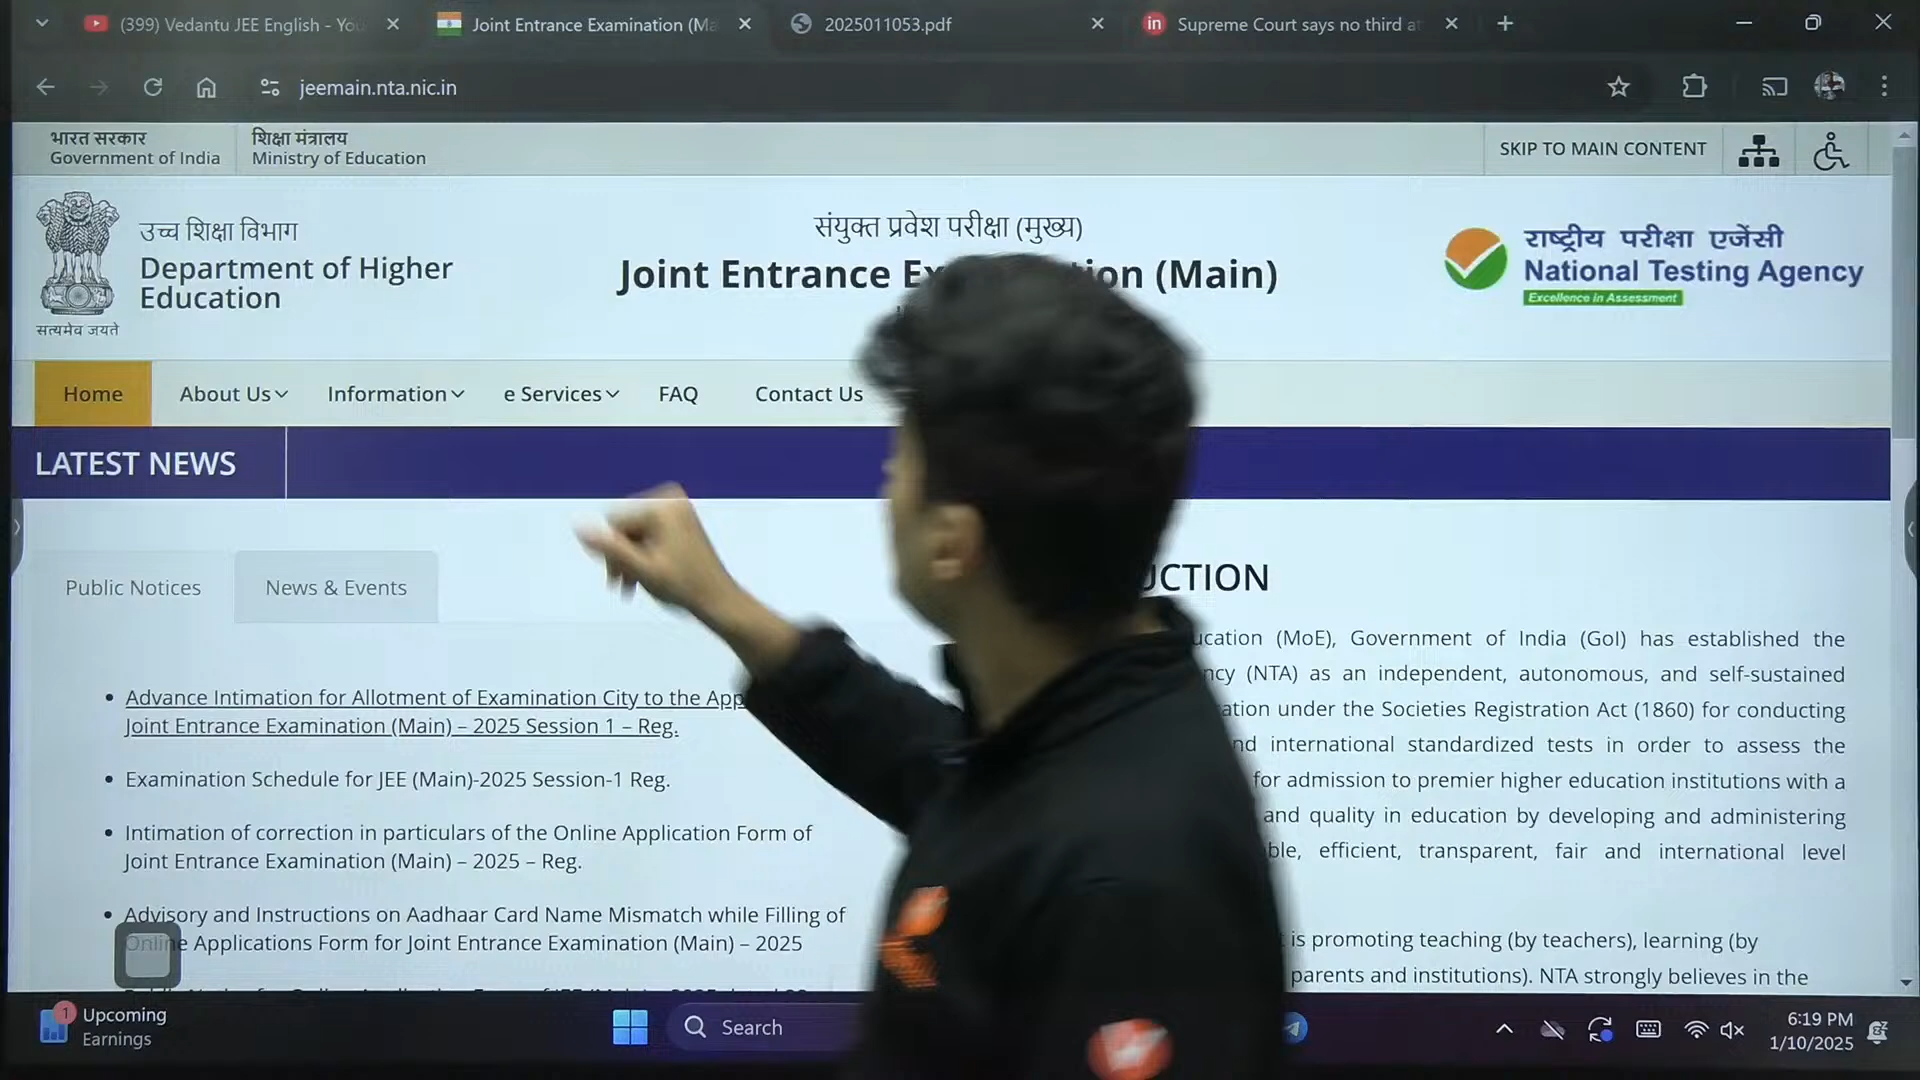 (399) Vedantu JEE English - You
Joint Entrance Examination (Ma
2025011053.pdf
Supreme Court says no third at
jeemain.nta.nic.in
भारत सरकार
Government of India
शिक्षा मंत्रालय
Ministry of Education
SKIP TO MAIN CONTENT
उच्च शिक्षा विभाग
Department of Higher
Education
सत्यमेव जयते
संयुक्त प्रवेश परीक्षा (मुख्य)
Joint Entrance Ex ion (Main)
राष्ट्रीय परीक्षा एजेंसी
National Testing Agency
Excellence in Assessment
Home
About Us
Information
e Services
FAQ
Contact Us
LATEST NEWS
Public Notices
News & Events
Advance Intimation for Allotment of Examination City to the App
Joint Entrance Examination (Main) – 2025 Session 1 – Reg.
Examination Schedule for JEE (Main)-2025 Session-1 Reg.
Intimation of correction in particulars of the Online Application Form of
Joint Entrance Examination (Main) – 2025 – Reg.
Advisory and Instructions on Aadhaar Card Name Mismatch while Filling of
Online Applications Form for Joint Entrance Examination (Main) – 2025
UCTION
ucation (MoE), Government of India (GoI) has established the
ncy (NTA) as an independent, autonomous, and self-sustained
ation under the Societies Registration Act (1860) for conducting
nd international standardized tests in order to assess the
for admission to premier higher education institutions with a
and quality in education by developing and administering
ble, efficient, transparent, fair and international level
is promoting teaching (by teachers), learning (by
parents and institutions). NTA strongly believes in the
1
Upcoming
Earnings
Search
6:19 PM
1/10/2025